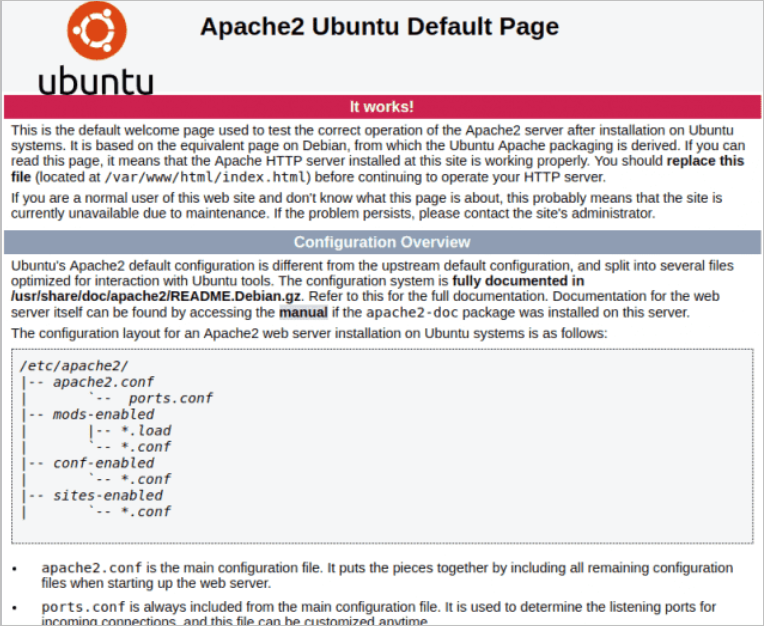 Apache2 Ubuntu Default Page
ubuntu
It works!
This is the default welcome page used to test the correct operation of the Apache2 server after installation on Ubuntu
systems. It is based on the equivalent page on Debian, from which the Ubuntu Apache packaging is derived. If you can
read this page, it means that the Apache HTTP server installed at this site is working properly. You should replace this
file (located at /var/www/html/index.html) before continuing to operate your HTTP server.
If you are a normal user of this web site and don't know what this page is about, this probably means that the site is
currently unavailable due to maintenance. If the problem persists, please contact the site's administrator.
Configuration Overview
Ubuntu's Apache2 default configuration is different from the upstream default configuration, and split into several files
optimized for interaction with Ubuntu tools. The configuration system is fully documented in
/usr/share/doc/apache2/README.Debian.gz. Refer to this for the full documentation. Documentation for the web
server itself can be found by accessing the manual if the apache2-doc package was installed on this server.
The configuration layout for an Apache2 web server installation on Ubuntu systems is as follows:
/etc/apache2/
|-- apache2.conf
|       `--  ports.conf
|-- mods-enabled
|       |-- *.load
|       `-- *.conf
|-- conf-enabled
|       `-- *.conf
|-- sites-enabled
|       `-- *.conf
• apache2.conf is the main configuration file. It puts the pieces together by including all remaining configuration
files when starting up the web server.
• ports.conf is always included from the main configuration file. It is used to determine the listening ports for
incoming connections, and this file can be customized anytime.